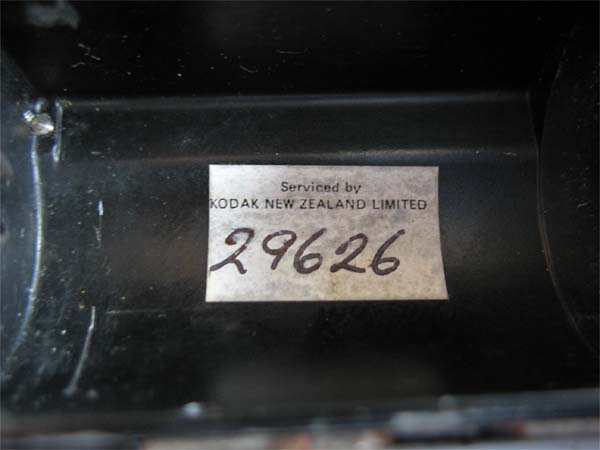 Serviced by
KODAK NEW ZEALAND LIMITED
29626